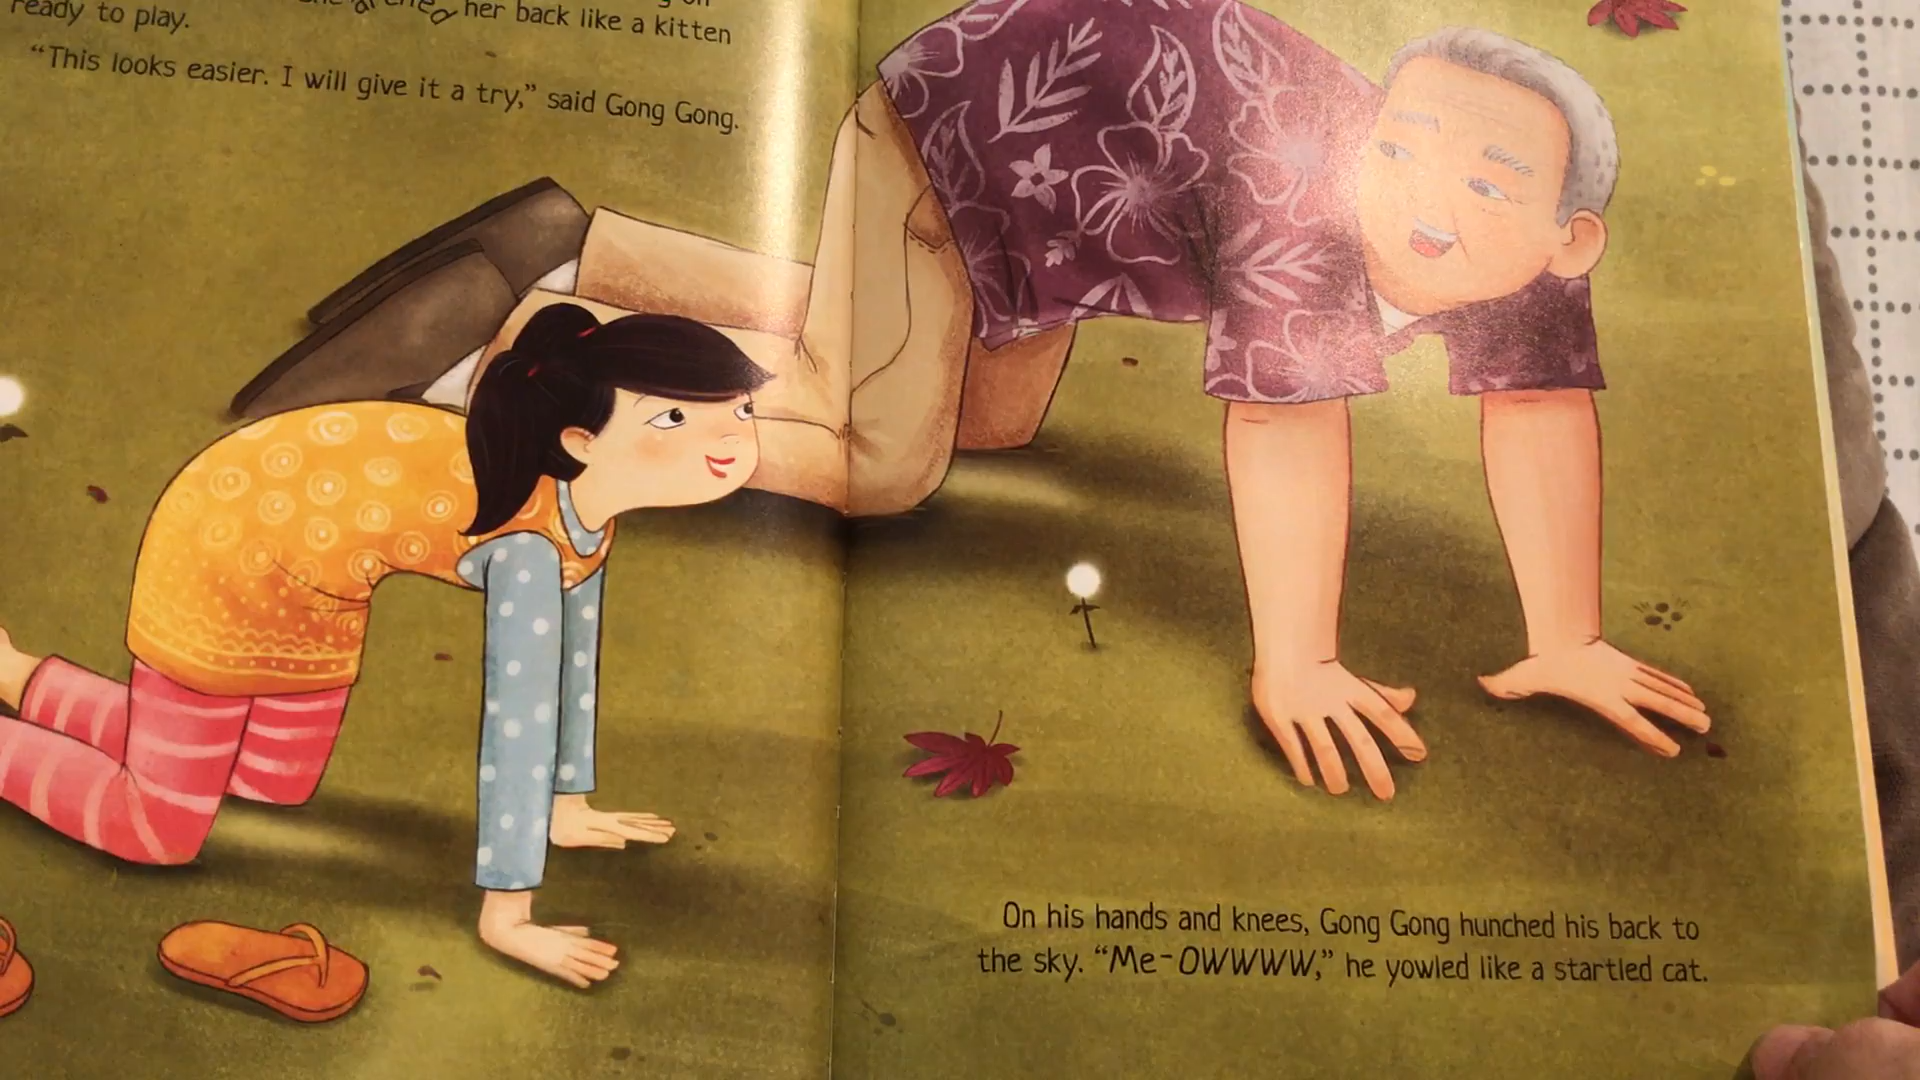 her back like a kitten
ready to play.
“This looks easier. I will give it a try,” said Gong Gong.
On his hands and knees, Gong Gong hunched his back to
the sky. “Me-OWWWW,” he yowled like a startled cat.